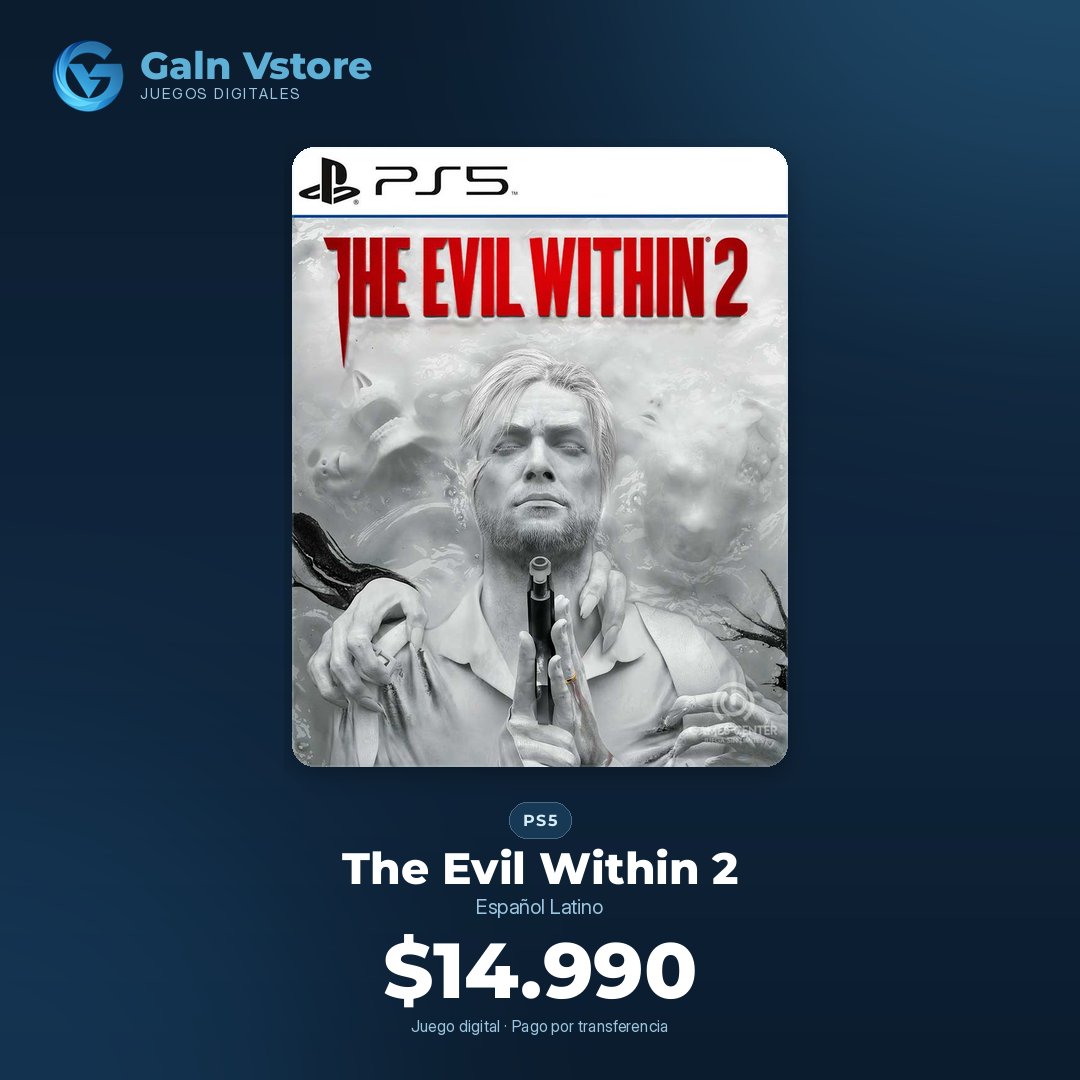 GaIn Vstore
JUEGOS DIGITALES
PS5
THE EVIL WITHIN 2
PS5
The Evil Within 2
Español Latino
$14.990
Juego digital · Pago por transferencia